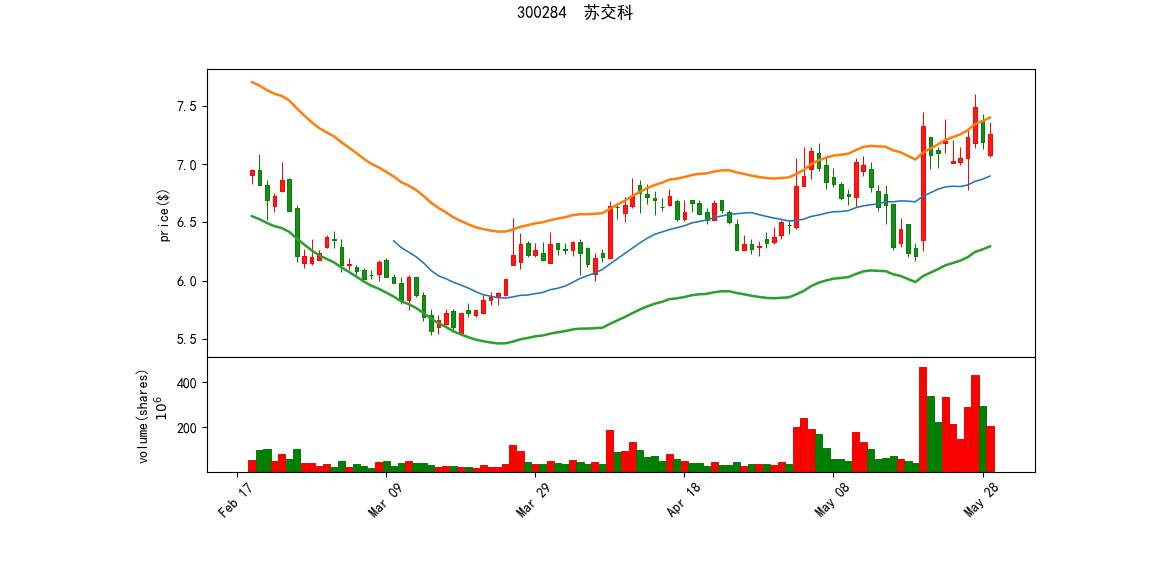 300284  苏交科
price($)
7.5
7.0
6.5
6.0
5.5
volume(shares)
10^6
400
200
Feb 17
Mar 09
Mar 29
Apr 18
May 08
May 28